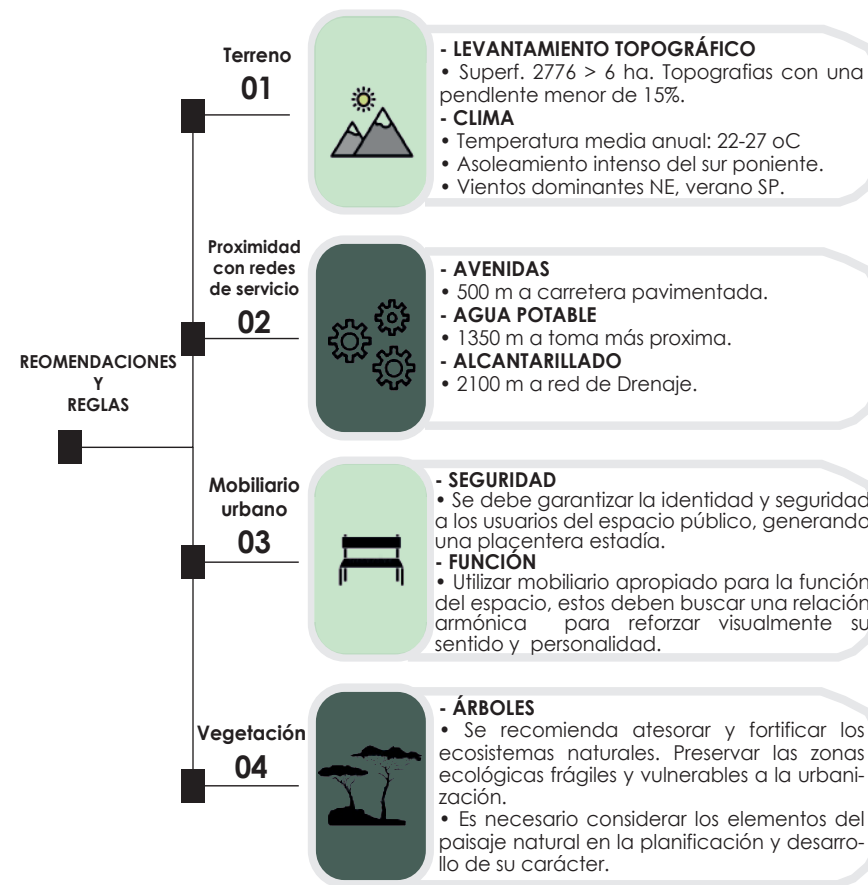 REOMENDACIONES
Y
REGLAS
Terreno
01
- LEVANTAMIENTO TOPOGRÁFICO
• Superf. 2776 > 6 ha. Topografias con una
pendIente menor de 15%.
- CLIMA
• Temperatura media anual: 22-27 oC
• Asoleamiento intenso del sur poniente.
• Vientos dominantes NE, verano SP.
Proximidad
con redes
de servicio
02
- AVENIDAS
• 500 m a carretera pavimentada.
- AGUA POTABLE
• 1350 m a toma más proxima.
- ALCANTARILLADO
• 2100 m a red de Drenaje.
Mobiliario
urbano
03
- SEGURIDAD
• Se debe garantizar la identidad y seguridad
a los usuarios del espacio público, generando
una placentera estadía.
- FUNCIÓN
• Utilizar mobiliario apropiado para la función
del espacio, estos deben buscar una relación
armónica para reforzar visualmente su
sentido y personalidad.
Vegetación
04
- ÁRBOLES
• Se recomienda atesorar y fortificar los
ecosistemas naturales. Preservar las zonas
ecológicas frágiles y vulnerables a la urbani-
zación.
• Es necesario considerar los elementos del
paisaje natural en la planificación y desarro-
llo de su carácter.